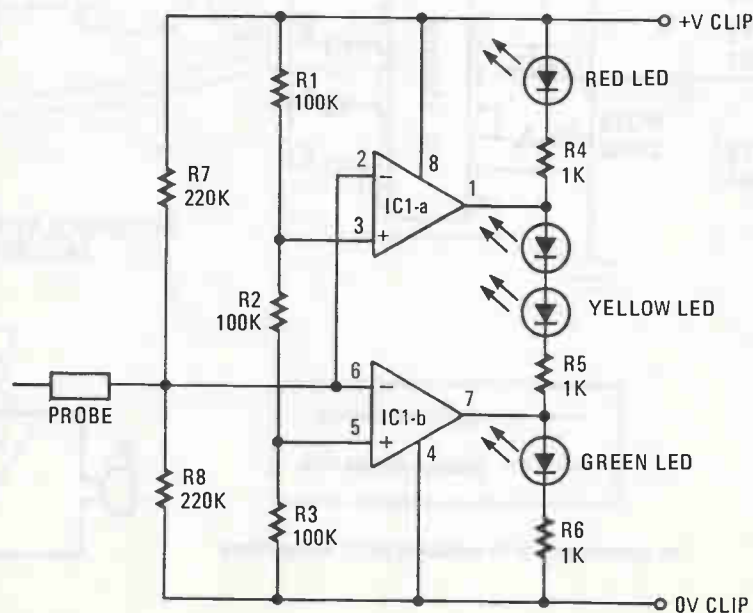 +V CLIP
RED LED
R1
100K
R4
1K
R7
220K
2
8
1
3
IC1-a
-
+
R2
100K
YELLOW LED
R5
1K
PROBE
6
7
5
4
IC1-b
-
+
GREEN LED
R8
220K
R3
100K
R6
1K
0V CLIP